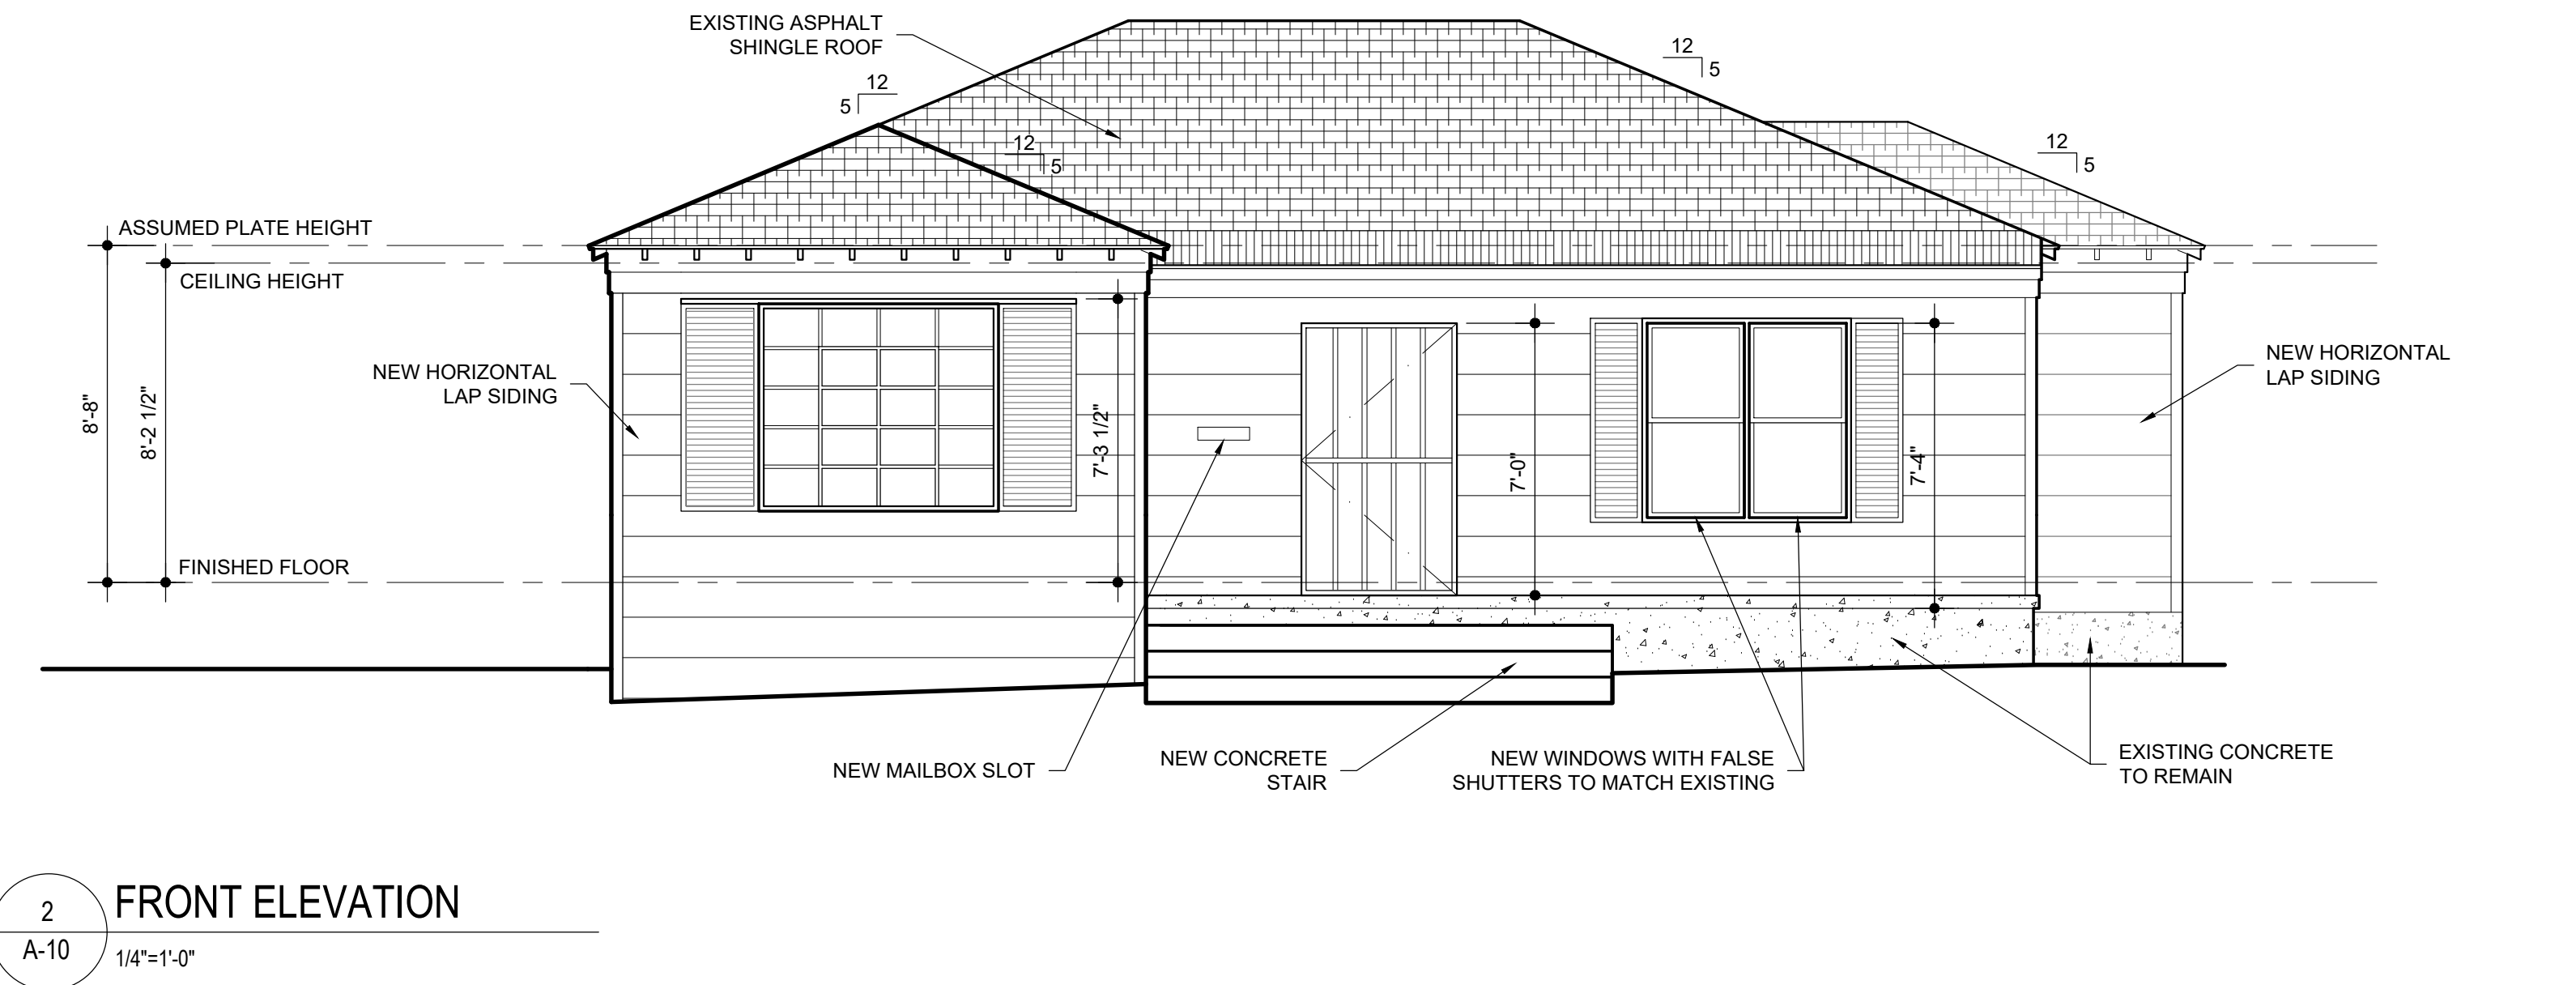 EXISTING ASPHALT
SHINGLE ROOF
12
5
12
5
12
5
12
5
ASSUMED PLATE HEIGHT
CEILING HEIGHT
NEW HORIZONTAL
LAP SIDING
NEW HORIZONTAL
LAP SIDING
8'-8"
8'-2 1/2"
7'-3 1/2"
7'-0"
7'-4"
FINISHED FLOOR
NEW MAILBOX SLOT
NEW CONCRETE
STAIR
NEW WINDOWS WITH FALSE
SHUTTERS TO MATCH EXISTING
EXISTING CONCRETE
TO REMAIN
2
A-10
FRONT ELEVATION
1/4"=1'-0"